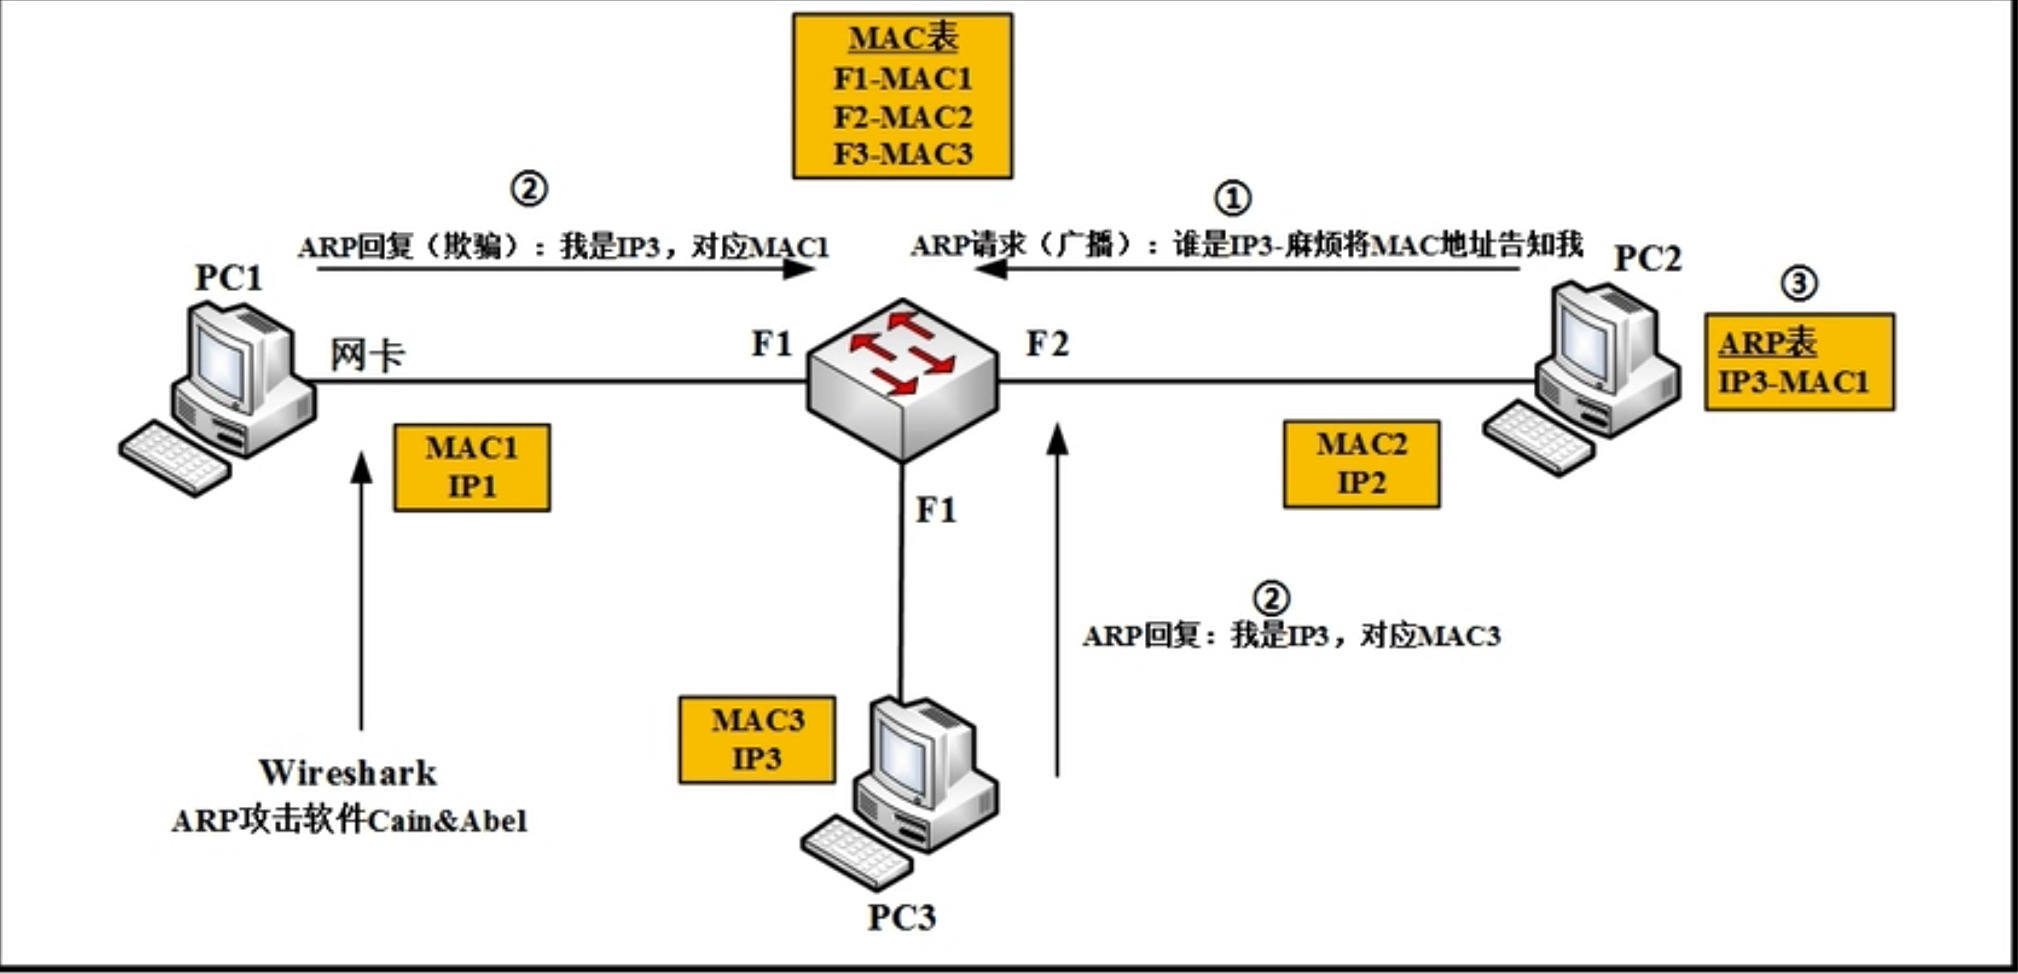 MAC表
F1-MAC1
F2-MAC2
F3-MAC3
②
ARP回复（欺骗）：我是IP3，对应MAC1
①
ARP请求（广播）：谁是IP3-麻烦将MAC地址告知我
PC1
PC2
③
ARP表
IP3-MAC1
网卡
F1
F2
MAC1
IP1
MAC2
IP2
F1
②
ARP回复：我是IP3，对应MAC3
MAC3
IP3
Wireshark
ARP攻击软件Cain&Abel
PC3